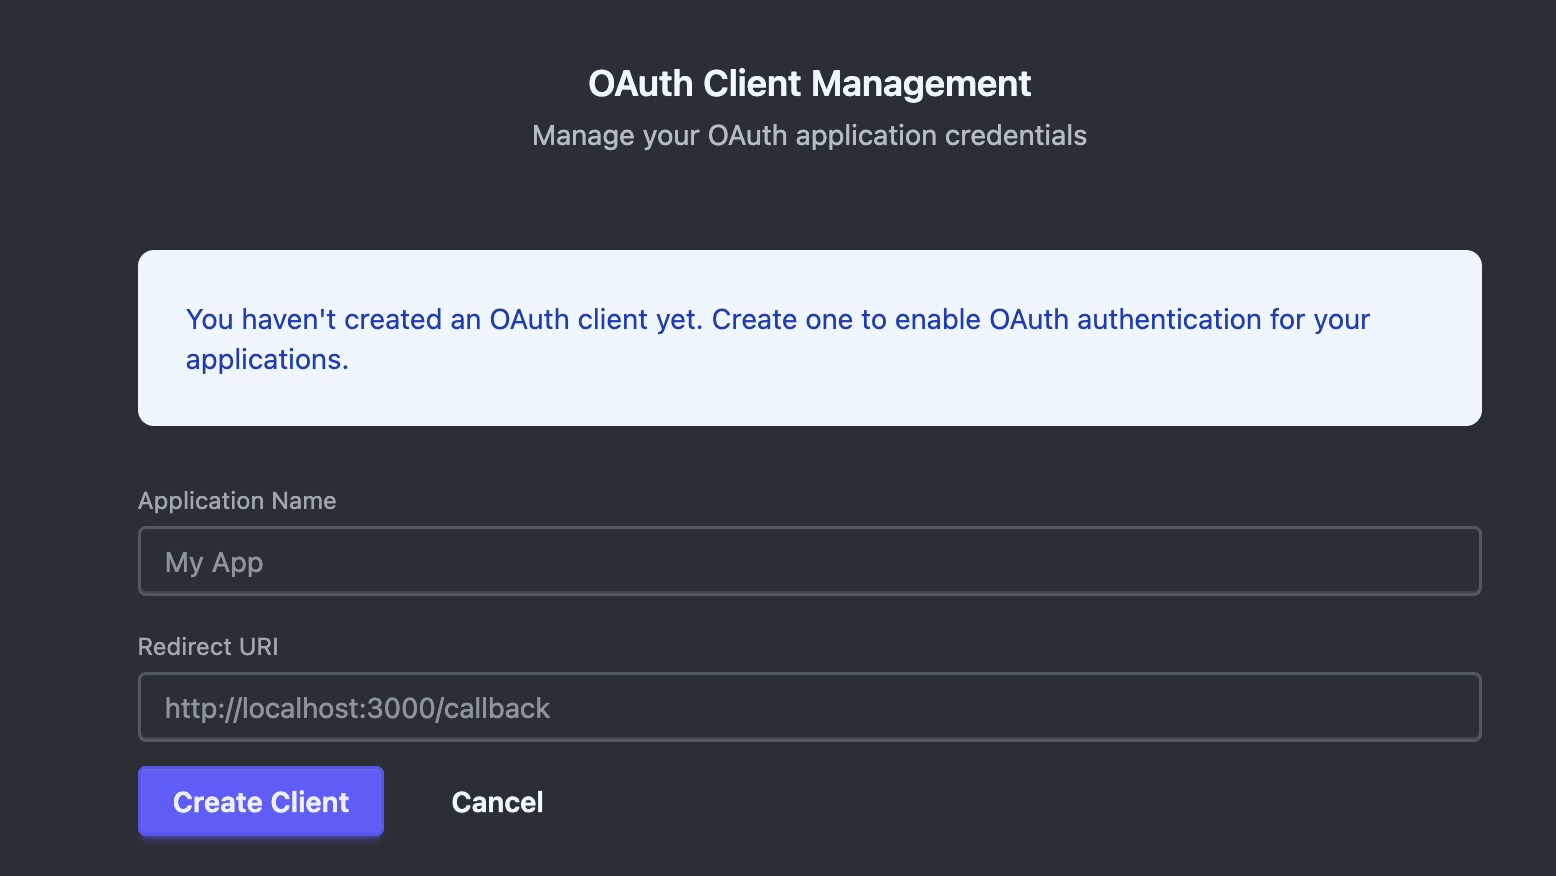 OAuth Client Management
Manage your OAuth application credentials
You haven't created an OAuth client yet. Create one to enable OAuth authentication for your
applications.
Application Name
My App
Redirect URI
http://localhost:3000/callback
Create Client
Cancel